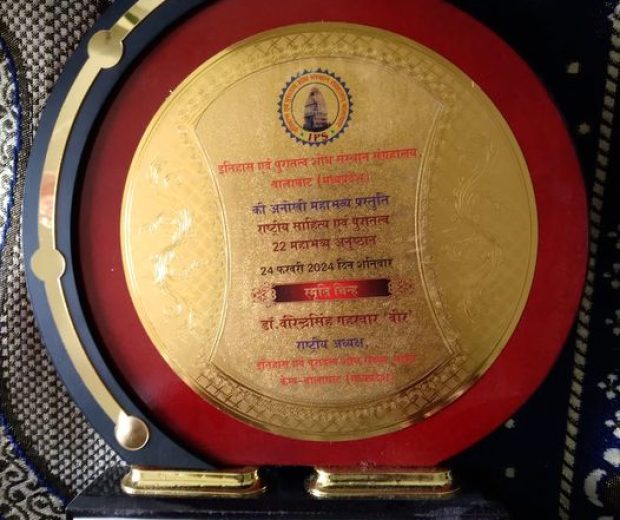 IPS
इतिहास एवं पुरातत्व शोध संस्थान संग्रहालय,
बालाघाट (मध्यप्रदेश)
की अनोखी महाभव्य प्रस्तुति
राष्ट्रीय साहित्य एवं पुरातत्व
22 महाभव्य अनुष्ठान
24 फरवरी 2024 दिन शनिवार
स्मृति चिन्ह
डॉ. वीरेन्द्रसिंह गहरवार 'वीर'
राष्ट्रीय अध्यक्ष,
इतिहास एवं पुरातत्व शोध संस्थान
केम्प-बालाघाट (मध्यप्रदेश)